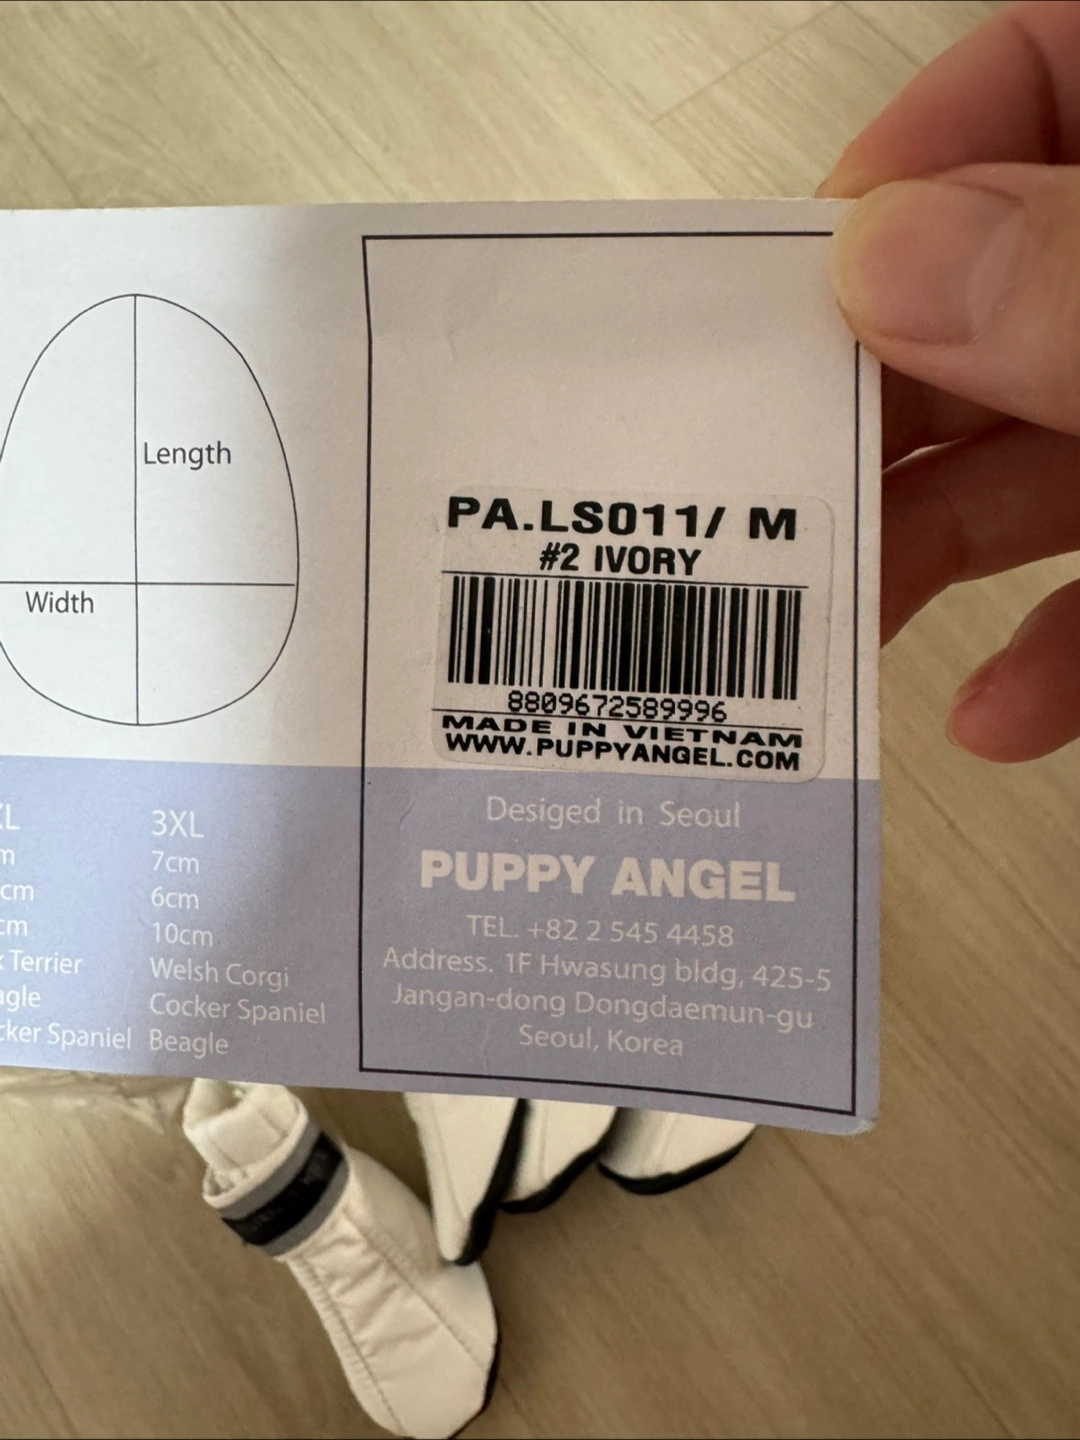 Length
Width
PA.LS011/ M
#2 IVORY
8809672589996
MADE IN VIETNAM
WWW.PUPPYANGEL.COM
3XL
7cm
6cm
10cm
Terrier
Welsh Corgi
Cocker Spaniel
Spaniel
Beagle
Desiged in Seoul
PUPPY ANGEL
TEL. +82 2 545 4458
Address. 1F Hwasung bldg, 425-5
Jangan-dong Dongdaemun-gu
Seoul, Korea